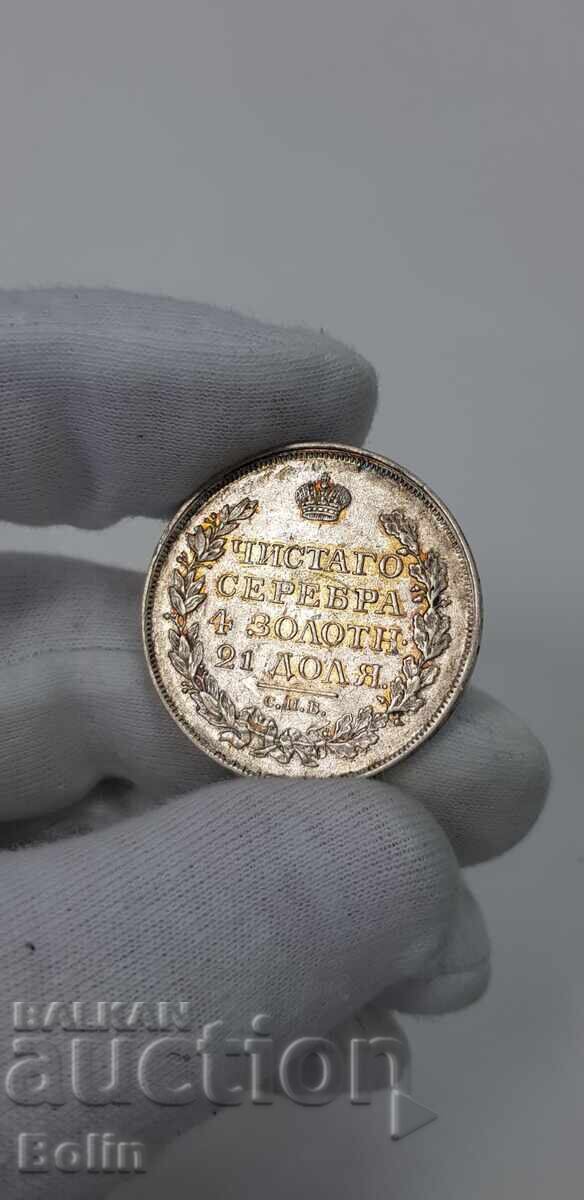 ЧИСТАГО
СЕРЕБРА
4 ЗОЛОТН:
21 ДОЛЯ.
С.П.Б.
BALKAN
auction
Bolin